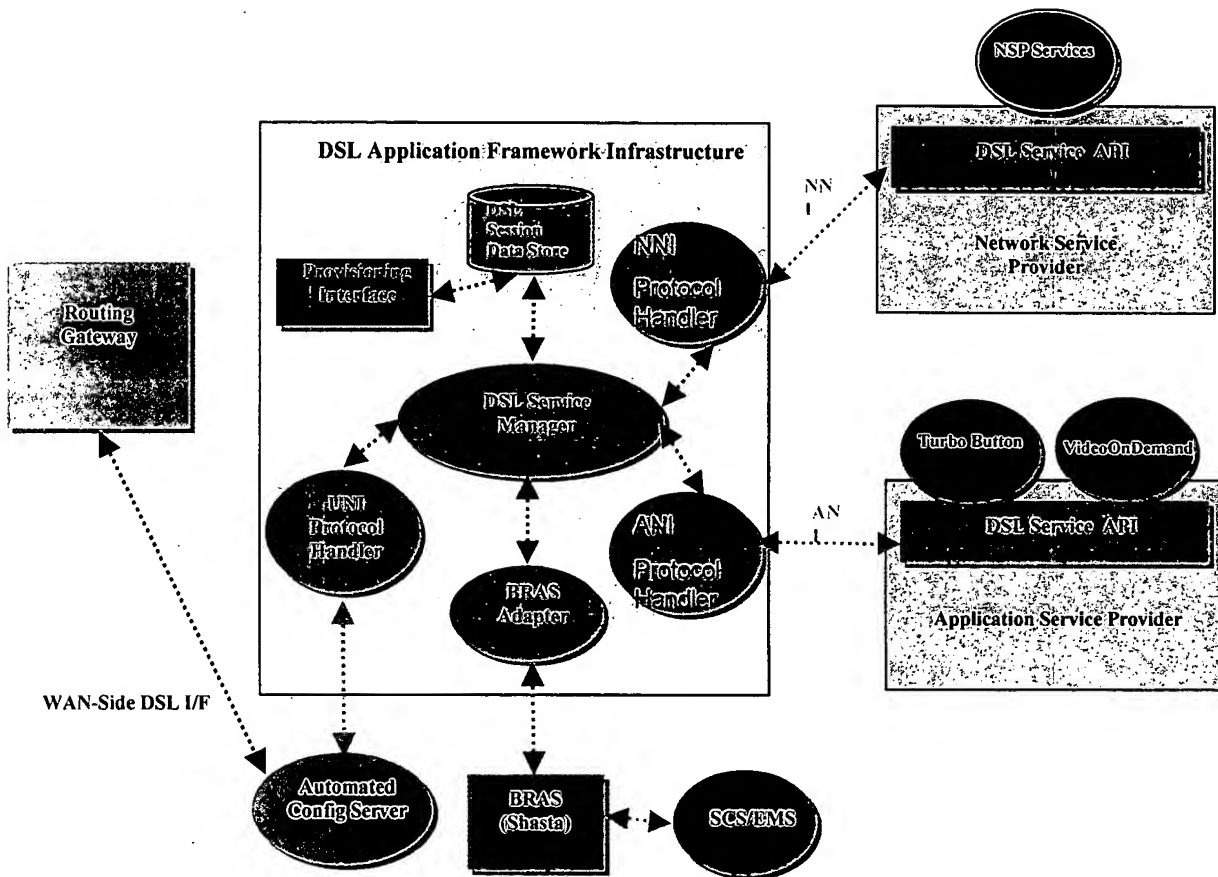 NSP Services
DSL Service API
Network Service
Provider
DSL Application Framework Infrastructure
DSL
Session
Data Store
Provisioning
Interface
NNI
Protocol
Handler
NN
I
Routing
Gateway
DSL Service
Manager
Turbo Button
VideoOnDemand
DSL Service API
Application Service Provider
UNI
Protocol
Handler
ANI
Protocol
Handler
AN
I
BRAS
Adapter
WAN-Side DSL I/F
Automated
Config Server
BRAS
(Shasta)
SCS/EMS